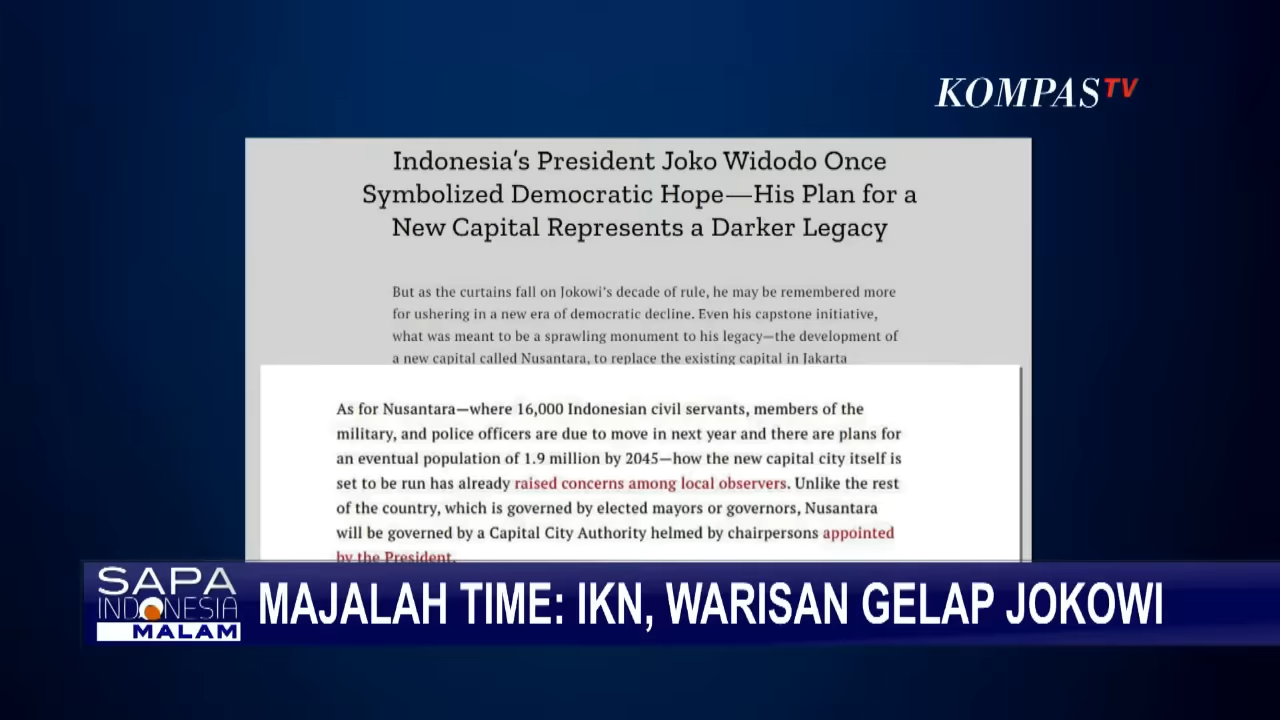 KOMPAS TV
Indonesia's President Joko Widodo Once
Symbolized Democratic Hope—His Plan for a
New Capital Represents a Darker Legacy
But as the curtains fall on Jokowi's decade of rule, he may be remembered more
for ushering in a new era of democratic decline. Even his capstone initiative,
what was meant to be a sprawling monument to his legacy—the development of
a new capital called Nusantara, to replace the existing capital in Jakarta
As for Nusantara—where 16,000 Indonesian civil servants, members of the
military, and police officers are due to move in next year and there are plans for
an eventual population of 1.9 million by 2045—how the new capital city itself is
set to be run has already raised concerns among local observers. Unlike the rest
of the country, which is governed by elected mayors or governors, Nusantara
will be governed by a Capital City Authority helmed by chairpersons appointed
by the President.
SAPA
INDONESIA
MALAM
MAJALAH TIME: IKN, WARISAN GELAP JOKOWI